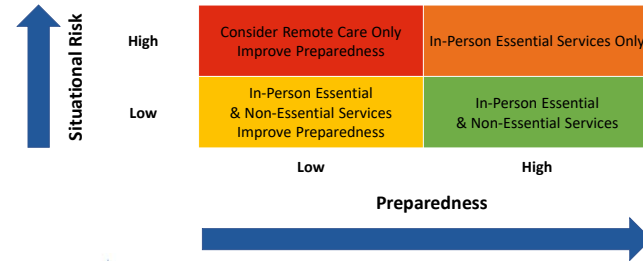 Situational Risk
High
Consider Remote Care Only
Improve Preparedness
In-Person Essential Services Only
Low
In-Person Essential
& Non-Essential Services
Improve Preparedness
In-Person Essential
& Non-Essential Services
Low
High
Preparedness